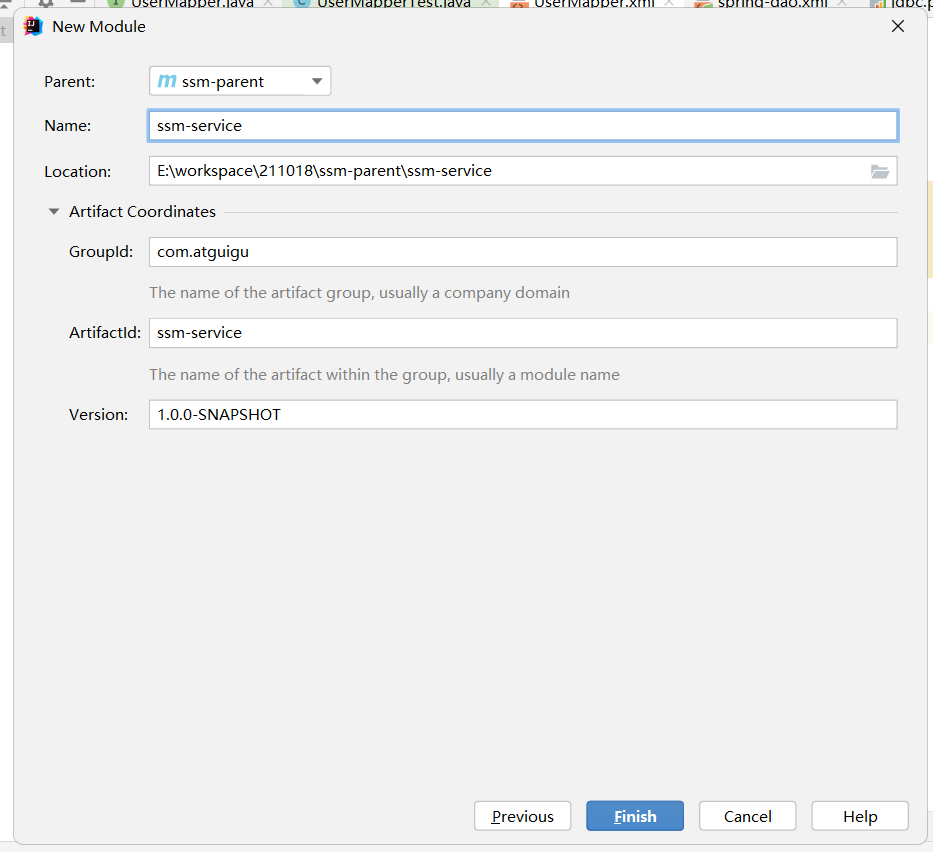 UserMapper.java UserMapperTest.java UserMapper.xml spring-dao.xml jdbc.p
New Module
Parent: ssm-parent
Name: ssm-service
Location: E:\workspace\211018\ssm-parent\ssm-service
Artifact Coordinates
GroupId: com.atguigu
The name of the artifact group, usually a company domain
ArtifactId: ssm-service
The name of the artifact within the group, usually a module name
Version: 1.0.0-SNAPSHOT
Previous Finish Cancel Help